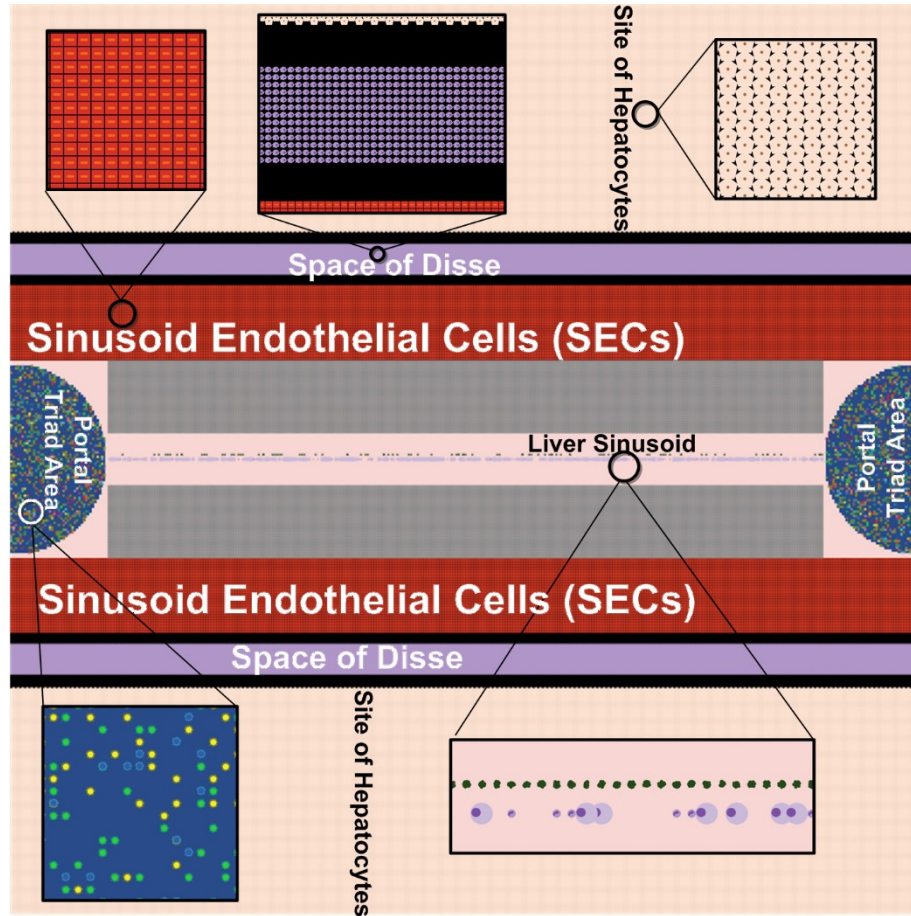 Site of Hepatocytes
Space of Disse
Sinusoid Endothelial Cells (SECs)
Portal
Triad Area
Liver Sinusoid
Portal
Triad Area
Sinusoid Endothelial Cells (SECs)
Space of Disse
Site of Hepatocytes